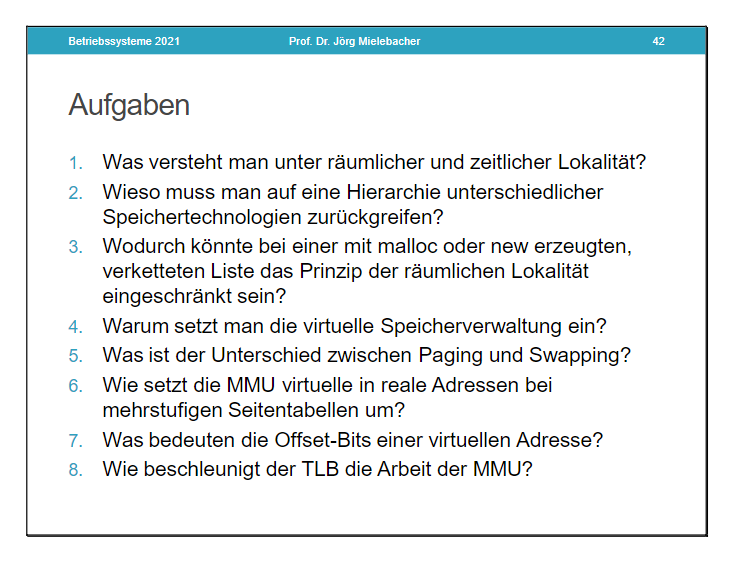 Betriebssysteme 2021 Prof. Dr. Jörg Mielebacher 42
Aufgaben
1. Was versteht man unter räumlicher und zeitlicher Lokalität?
2. Wieso muss man auf eine Hierarchie unterschiedlicher
Speichertechnologien zurückgreifen?
3. Wodurch könnte bei einer mit malloc oder new erzeugten,
verketteten Liste das Prinzip der räumlichen Lokalität
eingeschränkt sein?
4. Warum setzt man die virtuelle Speicherverwaltung ein?
5. Was ist der Unterschied zwischen Paging und Swapping?
6. Wie setzt die MMU virtuelle in reale Adressen bei
mehrstufigen Seitentabellen um?
7. Was bedeuten die Offset-Bits einer virtuellen Adresse?
8. Wie beschleunigt der TLB die Arbeit der MMU?